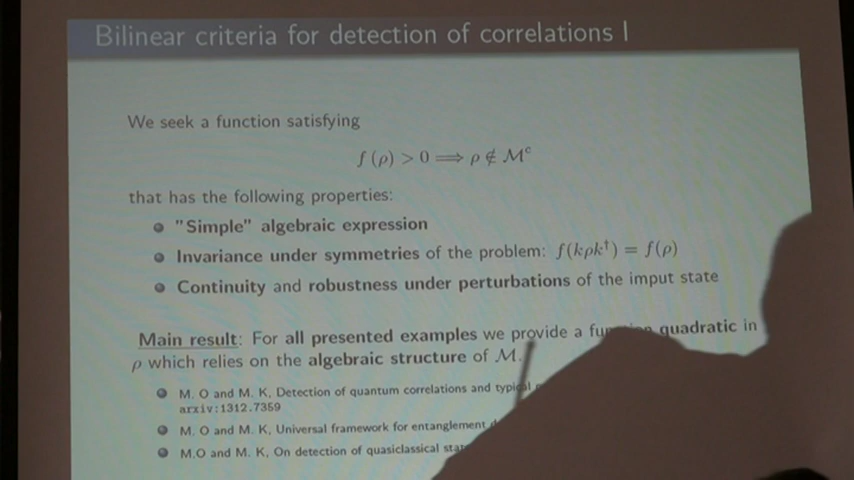 Bilinear criteria for detection of correlations I
We seek a function satisfying
f (ρ) > 0 ⟹ ρ ∉ ℳᶜ
that has the following properties:
"Simple" algebraic expression
Invariance under symmetries of the problem: f(kρk†) = f(ρ)
Continuity and robustness under perturbations of the imput state
Main result: For all presented examples we provide a function quadratic in
ρ which relies on the algebraic structure of ℳ.
M. O and M. K, Detection of quantum correlations and typical
arxiv:1312.7359
M. O and M. K, Universal framework for entanglement
M.O and M. K, On detection of quasiclassical